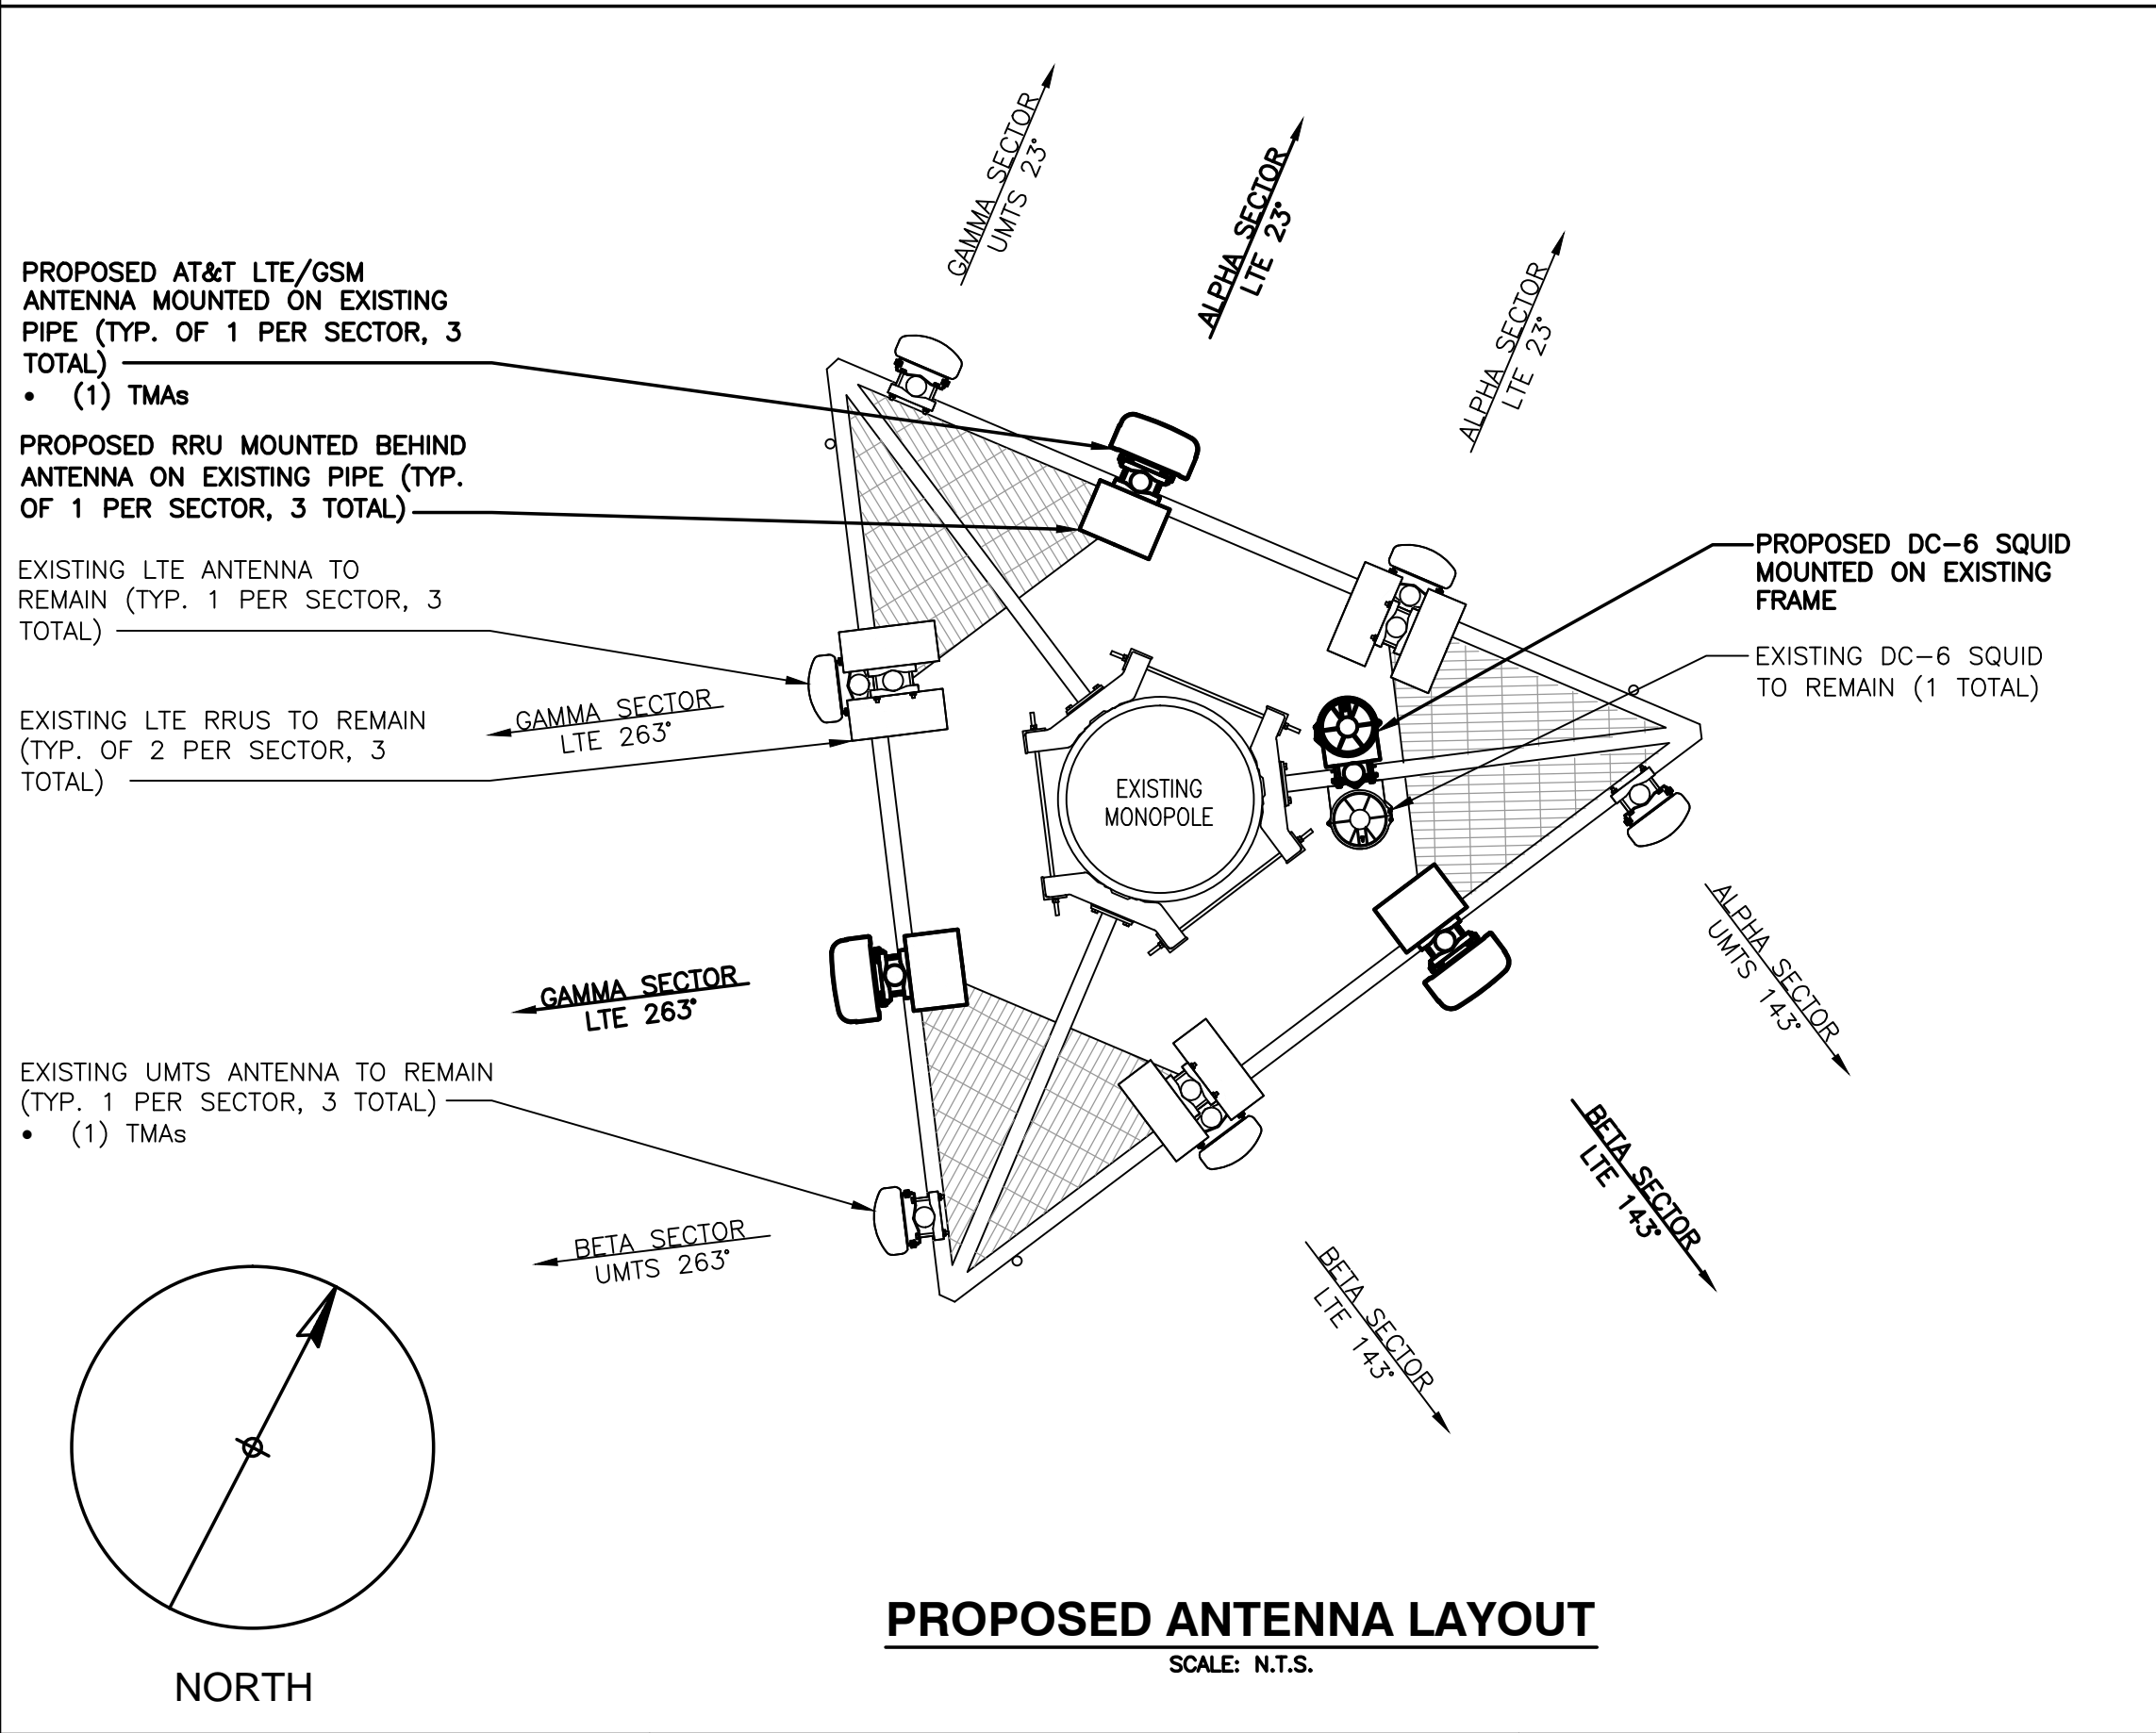 GAMMA SECTOR
UMTS 23°
ALPHA SECTOR
LTE 23°
ALPHA SECTOR
LTE 23°
PROPOSED AT&T LTE/GSM
ANTENNA MOUNTED ON EXISTING
PIPE (TYP. OF 1 PER SECTOR, 3
TOTAL)
• (1) TMAs
PROPOSED RRU MOUNTED BEHIND
ANTENNA ON EXISTING PIPE (TYP.
OF 1 PER SECTOR, 3 TOTAL)
EXISTING LTE ANTENNA TO
REMAIN (TYP. 1 PER SECTOR, 3
TOTAL)
EXISTING LTE RRUS TO REMAIN
(TYP. OF 2 PER SECTOR, 3
TOTAL)
GAMMA SECTOR
LTE 263°
PROPOSED DC-6 SQUID
MOUNTED ON EXISTING
FRAME
EXISTING DC-6 SQUID
TO REMAIN (1 TOTAL)
EXISTING
MONOPOLE
GAMMA SECTOR
LTE 263°
ALPHA SECTOR
UMTS 143°
EXISTING UMTS ANTENNA TO REMAIN
(TYP. 1 PER SECTOR, 3 TOTAL)
• (1) TMAs
BETA SECTOR
UMTS 263°
BETA SECTOR
LTE 143°
BETA SECTOR
LTE 143°
NORTH
PROPOSED ANTENNA LAYOUT
SCALE: N.T.S.